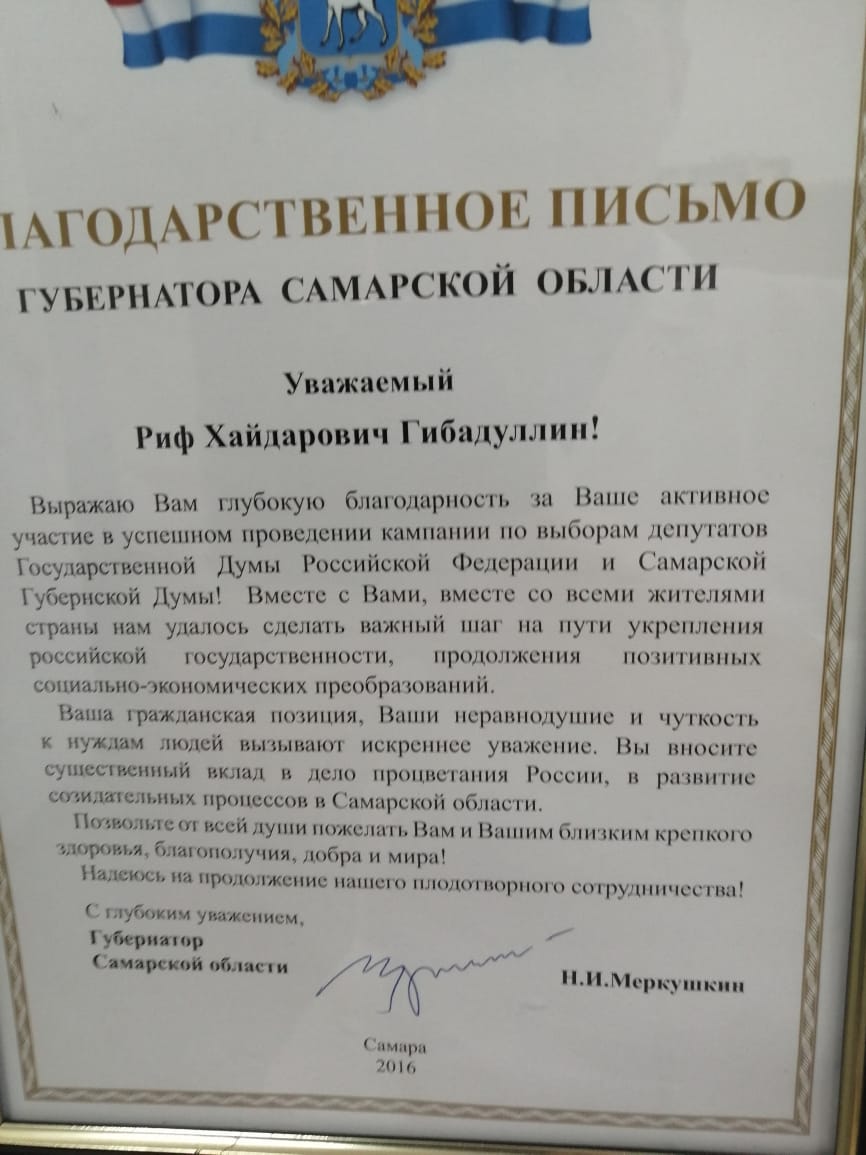 ЛАГОДАРСТВЕННОЕ ПИСЬМО
ГУБЕРНАТОРА САМАРСКОЙ ОБЛАСТИ
Уважаемый
Риф Хайдарович Гибадуллин!
Выражаю Вам глубокую благодарность за Ваше активное
участие в успешном проведении кампании по выборам депутатов
Государственной Думы Российской Федерации и Самарской
Губернской Думы! Вместе с Вами, вместе со всеми жителями
страны нам удалось сделать важный шаг на пути укрепления
российской государственности, продолжения позитивных
социально-экономических преобразований.
Ваша гражданская позиция, Ваши неравнодушие и чуткость
к нуждам людей вызывают искреннее уважение. Вы вносите
существенный вклад в дело процветания России, в развитие
созидательных процессов в Самарской области.
Позвольте от всей души пожелать Вам и Вашим близким крепкого
здоровья, благополучия, добра и мира!
Надеюсь на продолжение нашего плодотворного сотрудничества!
С глубоким уважением,
Губернатор
Самарской области
Н.И.Меркушкин
Самара
2016